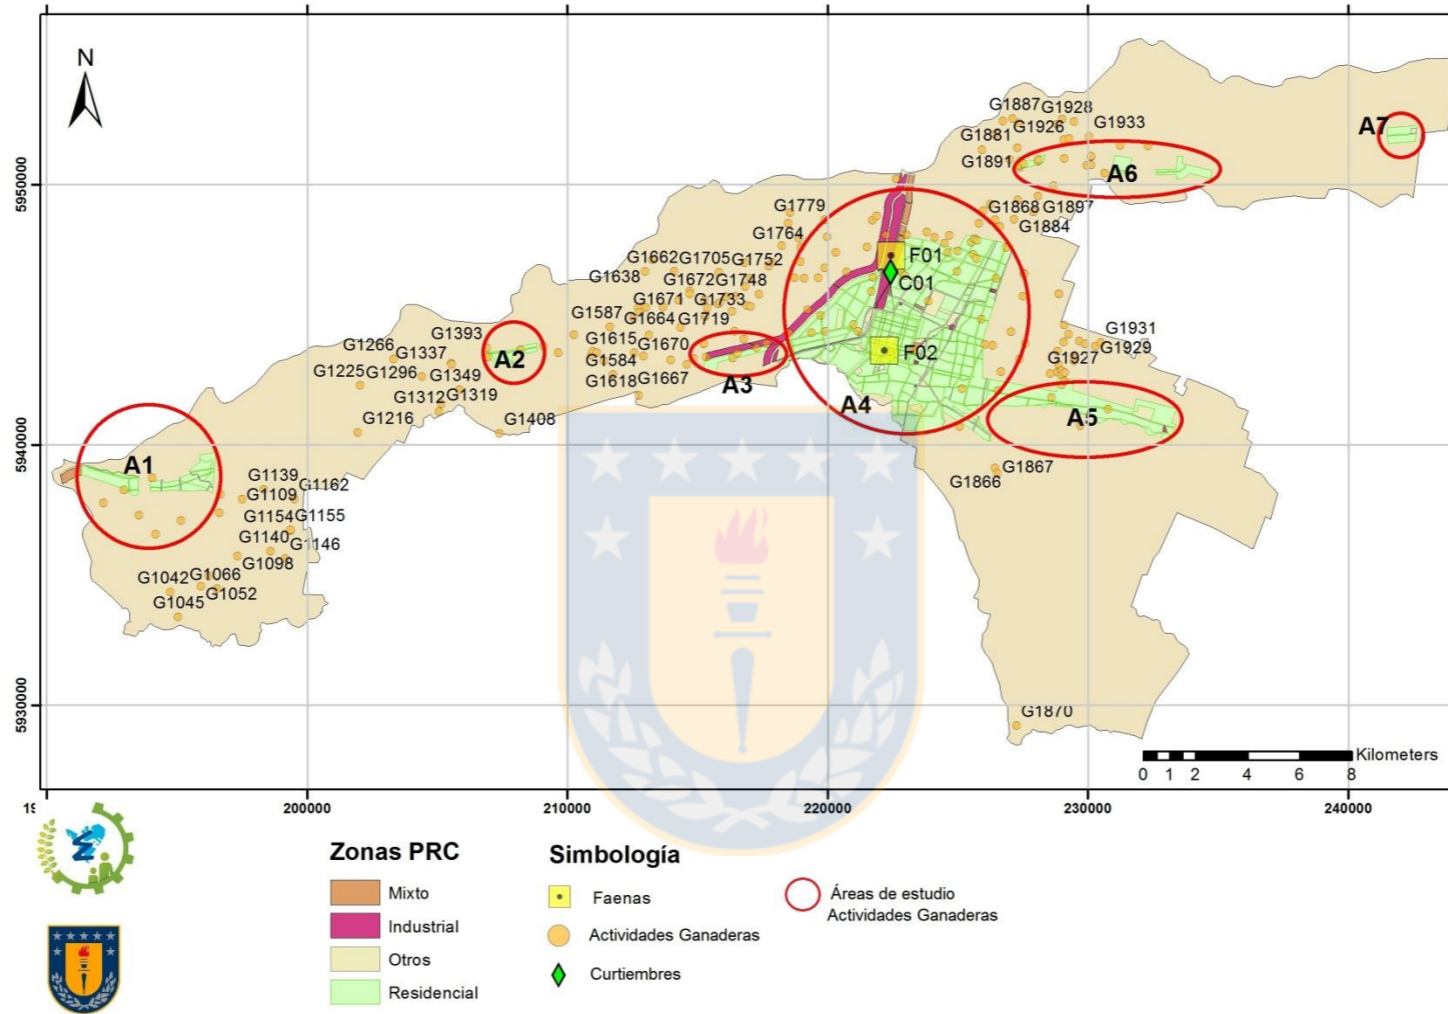 N
G1887 G1928
G1881 G1926 G1933
A7
G1891
A6
5950000
G1779
G1868 G1897
G1884
G1764
G1662 G1705 G1752
F01
G1638 G1672 G1748
C01
G1671 G1733
G1587
G1664 G1719
G1931
G1393
G1266 G1337
A2
G1615 G1670
G1929
F02
G1927
G1225 G1296 G1349
G1584
G1312 G1319
G1618 G1667
A3
A4
G1216
G1408
A5
5940000
A1
G1139
G1162
G1109
G1867
G1866
G1154 G1155
G1140
G1146
G1098
G1042 G1066
G1052
G1045
5930000
G1870
Kilometers
0 1 2 4 6 8
200000 210000 220000 230000 240000
Zonas PRC
Mixto
Industrial
Otros
Residencial
Simbología
Faenas
Actividades Ganaderas
Curtiembres
Áreas de estudio
Actividades Ganaderas